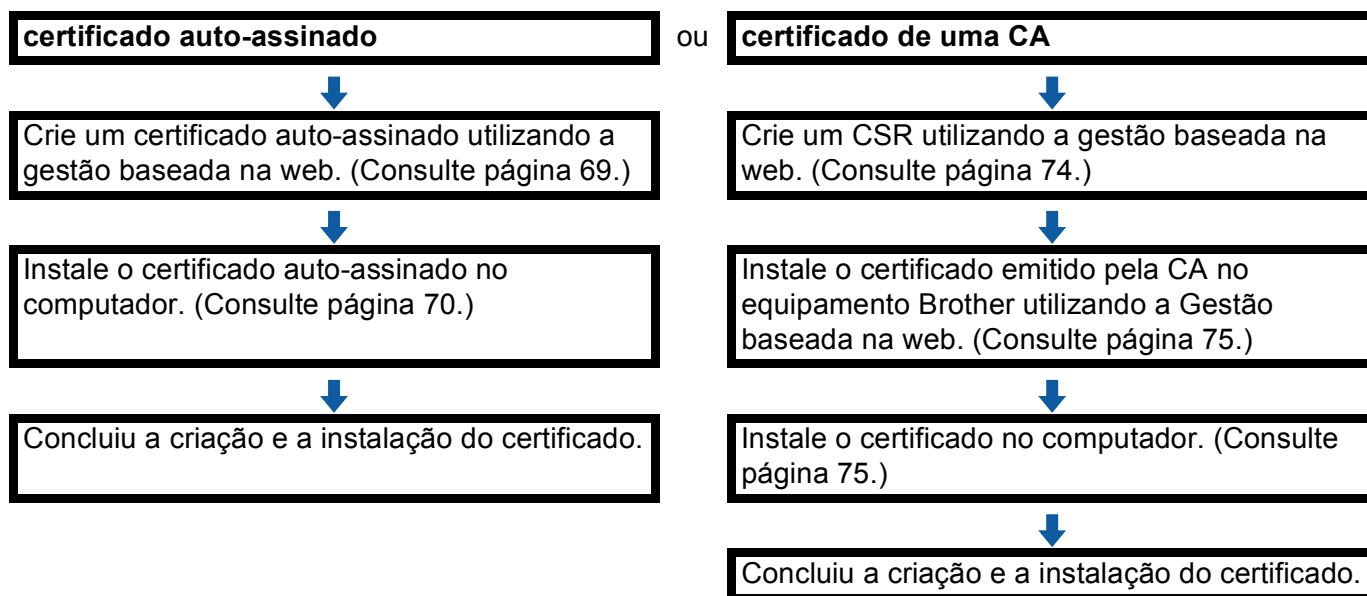 certificado auto-assinado
ou
certificado de uma CA
Crie um certificado auto-assinado utilizando a
gestão baseada na web. (Consulte página 69.)
Crie um CSR utilizando a gestão baseada na
web. (Consulte página 74.)
Instale o certificado auto-assinado no
computador. (Consulte página 70.)
Instale o certificado emitido pela CA no
equipamento Brother utilizando a Gestão
baseada na web. (Consulte página 75.)
Concluiu a criação e a instalação do certificado.
Instale o certificado no computador. (Consulte
página 75.)
Concluiu a criação e a instalação do certificado.